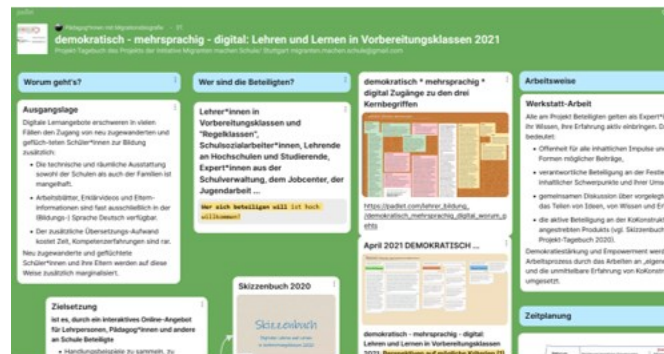 padlet
Pädagog*innen mit Migrationsbiografie
demokratisch - mehrsprachig - digital: Lehren und Lernen in Vorbereitungsklassen 2021
Projekt Tagebuch des Projekts der Initiative Migranten machen Schule/ Stuttgart migranten.machen.schule@gmail.com
Worum geht's?
Ausgangslage
Digitale Lernangebote erschweren in vielen
Fällen den Zugang von neu zugewanderten und
geflüch-teten Schüler*innen zur Bildung
zusätzlich:
• Die technische und räumliche Ausstattung
sowohl der Schulen als auch der Familien ist
mangelhaft.
• Arbeitsblätter, Erklärvideos und Eltern-
informationen sind fast ausschließlich in der
(Bildungs-) Sprache Deutsch verfügbar.
• Der zusätzliche Übersetzungs-Aufwand
kostet Zeit, Kompetenzerfahrungen sind rar.
Neu zugewanderte und geflüchtete
Schüler*innen und ihre Eltern werden auf diese
Weise zusätzlich marginalisiert.
Zielsetzung
ist es, durch ein interaktives Online-Angebot
für Lehrpersonen, Pädagog*innen und andere
an Schule Beteiligte
• Handlungsbeispiele zu sammeln, zu
Wer sind die Beteiligten?
Lehrer*innen in
Vorbereitungsklassen und
"Regelklassen",
Schulsozialarbeiter*innen, Lehrende
an Hochschulen und Studierende,
Expert*innen aus der
Schulverwaltung, dem Jobcenter, der
Jugendarbeit ...
Wer sich beteiligen will ist hoch
willkommen!
Skizzenbuch 2020
Skizzenbuch
demokratisch * mehrsprachig *
digital Zugänge zu den drei
Kernbegriffen
https://padlet.com/lehrer_bildung_
/demokratisch_mehrsprachig_digital_worum_g
ehts
April 2021 DEMOKRATISCH ...
demokratisch - mehrsprachig - digital:
Lehren und Lernen in Vorbereitungsklassen
Arbeitsweise
Werkstatt-Arbeit
Alle am Projekt Beteiligten gelten als Expert*i
ihr Wissen, ihre Erfahrung aktiv einbringen. D
bedeutet:
• Offenheit für alle inhaltlichen Impulse und
Formen möglicher Beiträge,
• verantwortliche Beteiligung an der Festle
inhaltlicher Schwerpunkte und ihrer Ums
• gemeinsamen Diskussion über vorgelegt
das Teilen von Ideen, von Wissen und Er
• die aktive Beteiligung an der KoKonstrukt
angestrebten Produkts (vgl. Skizzenbuch
Projekt-Tagebuch 2020).
Demokratiestärkung und Empowerment werd
Arbeitsprozess durch das Arbeiten an „eigene
und die unmittelbare Erfahrung von KoKonstr
umgesetzt.
Zeitplanung